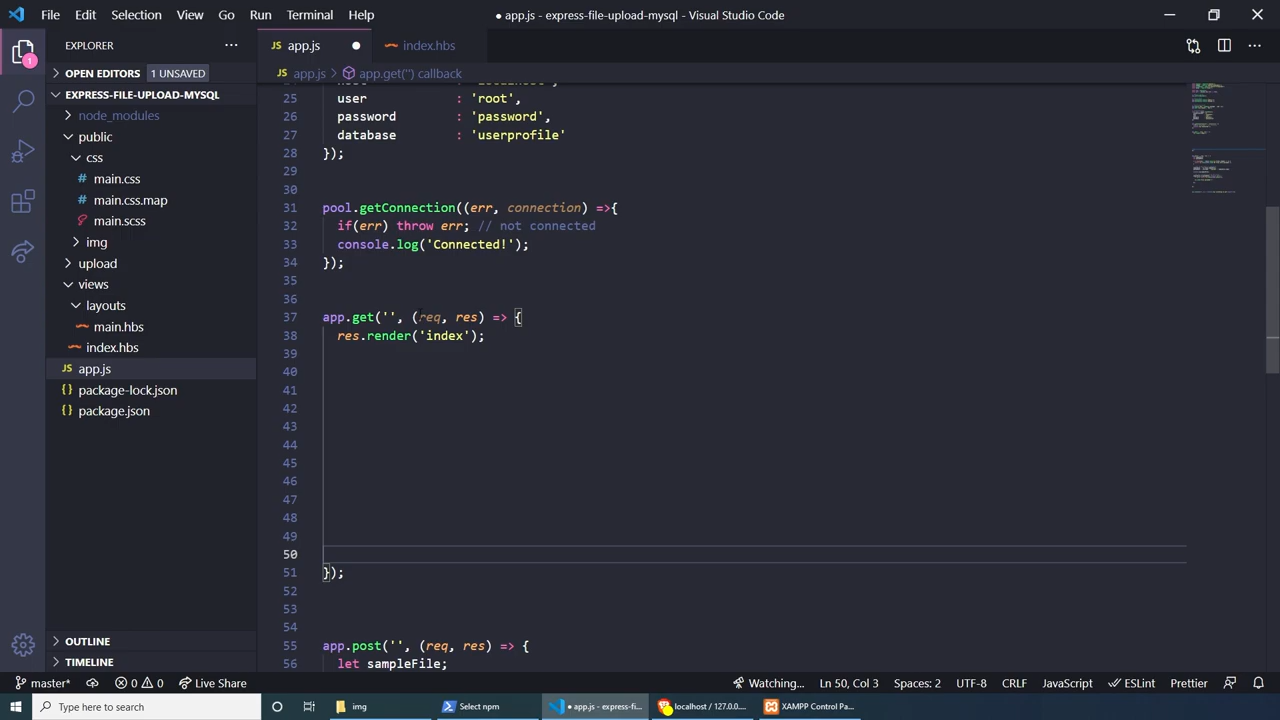 File Edit Selection View Go Run Terminal Help
● app.js - express-file-upload-mysql - Visual Studio Code
EXPLORER
OPEN EDITORS 1 UNSAVED
EXPRESS-FILE-UPLOAD-MYSQL
node_modules
public
css
# main.css
# main.css.map
main.scss
img
upload
views
layouts
main.hbs
index.hbs
JS app.js
{} package-lock.json
{} package.json
OUTLINE
TIMELINE
1
JS app.js ● index.hbs
JS app.js > app.get('') callback
25 user : 'root',
26 password : 'password',
27 database : 'userprofile'
28 });
29
30
31 pool.getConnection((err, connection) =>{
32 if(err) throw err; // not connected
33 console.log('Connected!');
34 });
35
36
37 app.get('', (req, res) => {
38 res.render('index');
39
40
41
42
43
44
45
46
47
48
49
50
51 });
52
53
54
55 app.post('', (req, res) => {
56 let sampleFile;
master* 0 0 Live Share
Watching... Ln 50, Col 3 Spaces: 2 UTF-8 CRLF JavaScript ESLint Prettier
Type here to search
img
Select npm
● app.js - express-fi...
localhost / 127.0.0....
XAMPP Control Pa...